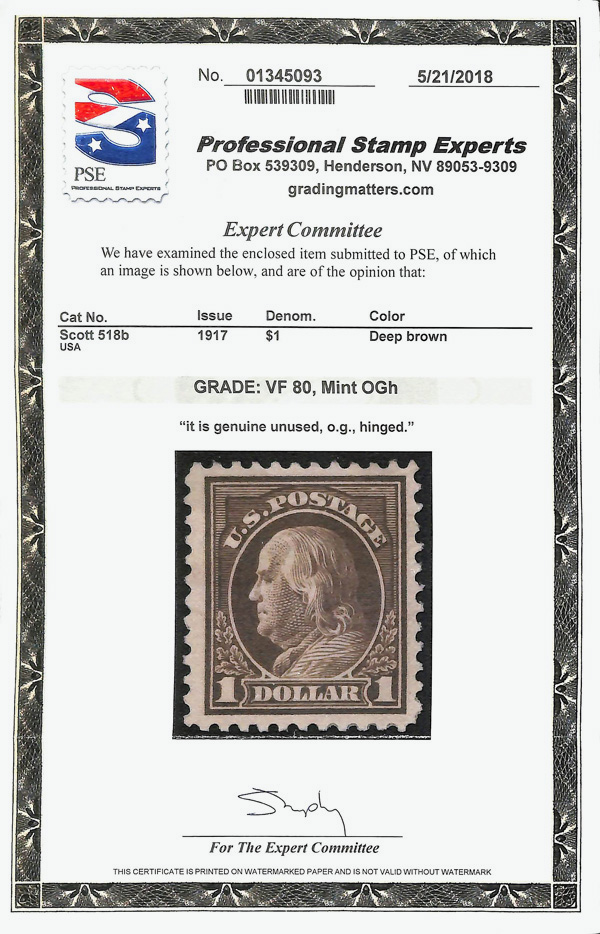 No. 01345093 5/21/2018
PSE
PROFESSIONAL STAMP EXPERTS
Professional Stamp Experts
PO Box 539309, Henderson, NV 89053-9309
gradingmatters.com
Expert Committee
We have examined the enclosed item submitted to PSE, of which
an image is shown below, and are of the opinion that:
Cat No. Issue Denom. Color
Scott 518b 1917 $1 Deep brown
USA
GRADE: VF 80, Mint OGh
“it is genuine unused, o.g., hinged.”
U.S. POSTAGE
1 DOLLAR 1
For The Expert Committee
THIS CERTIFICATE IS PRINTED ON WATERMARKED PAPER AND IS NOT VALID WITHOUT WATERMARK